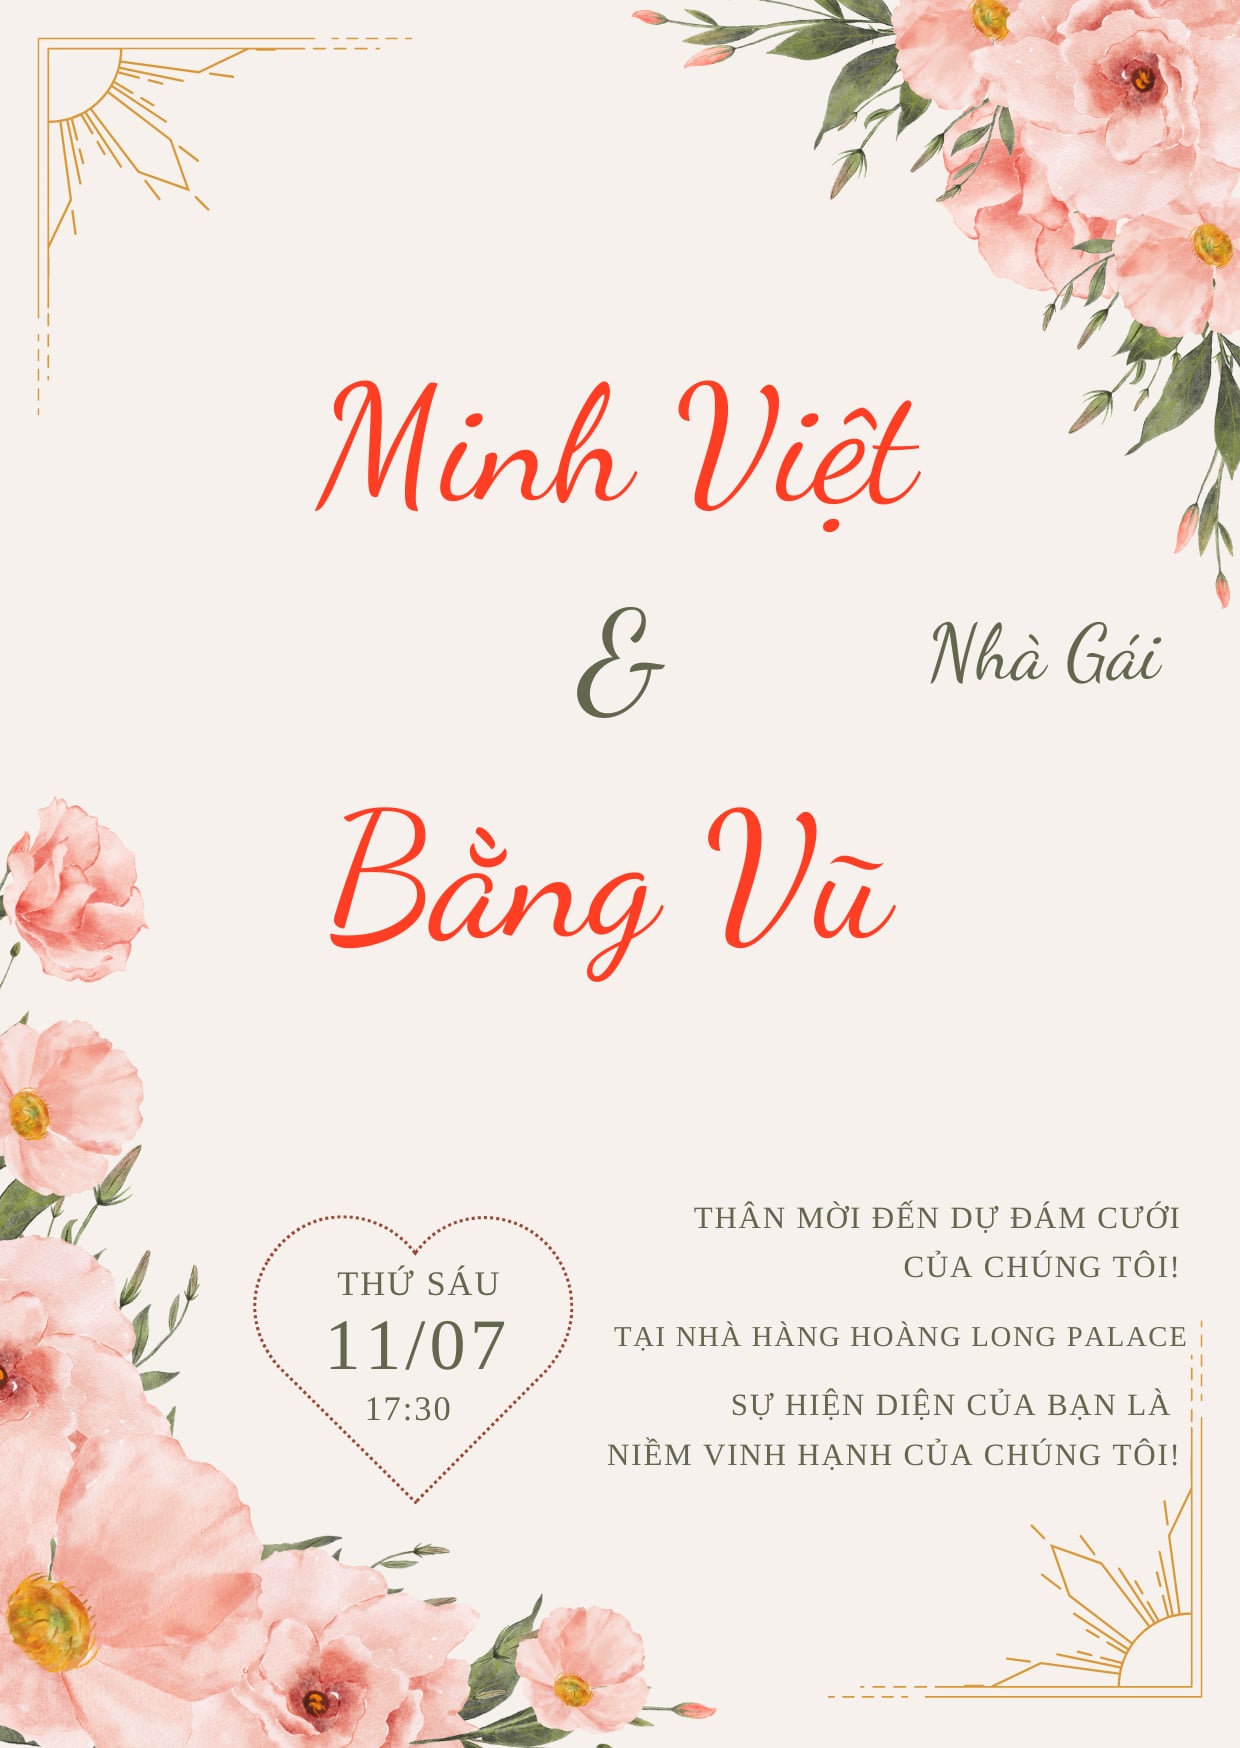 Minh Việt
&
Nhà Gái
Bằng Vũ
THỨ SÁU
11/07
17:30
THÂN MỜI ĐẾN DỰ ĐÁM CƯỚI
CỦA CHÚNG TÔI!
TẠI NHÀ HÀNG HOÀNG LONG PALACE
SỰ HIỆN DIỆN CỦA BẠN LÀ
NIỀM VINH HẠNH CỦA CHÚNG TÔI!